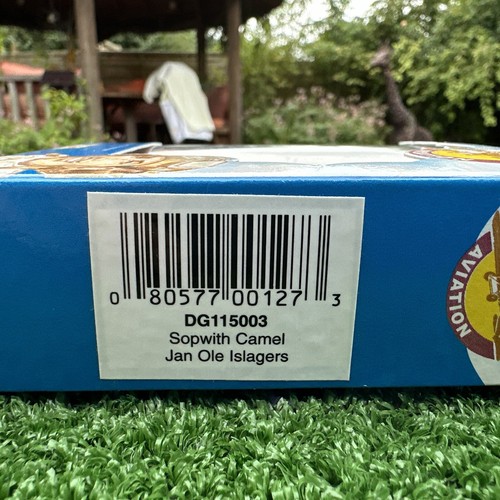 0 80577 00127 3
DG115003
Sopwith Camel
Jan Ole Islagers
AVIATION